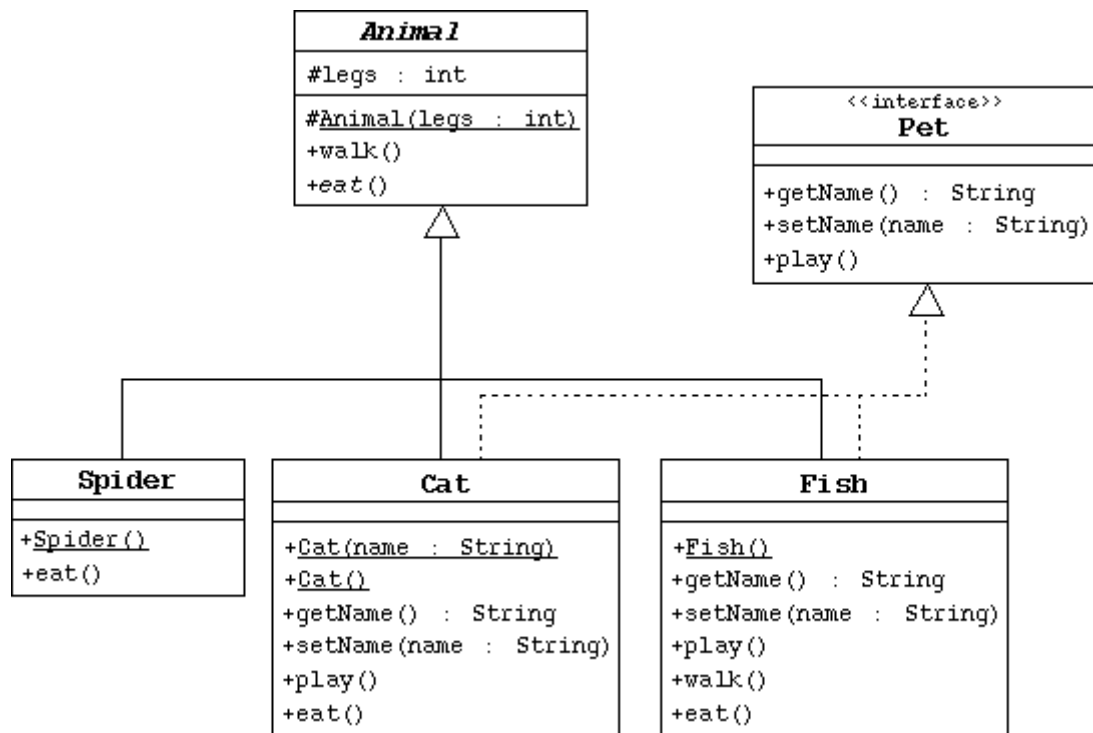 Animal
#legs : int
#Animal(legs : int)
+walk()
+eat()
<<interface>>
Pet
+getName() : String
+setName(name : String)
+play()
Spider
+Spider()
+eat()
Cat
+Cat(name : String)
+Cat()
+getName() : String
+setName(name : String)
+play()
+eat()
Fish
+Fish()
+getName() : String
+setName(name : String)
+play()
+walk()
+eat()